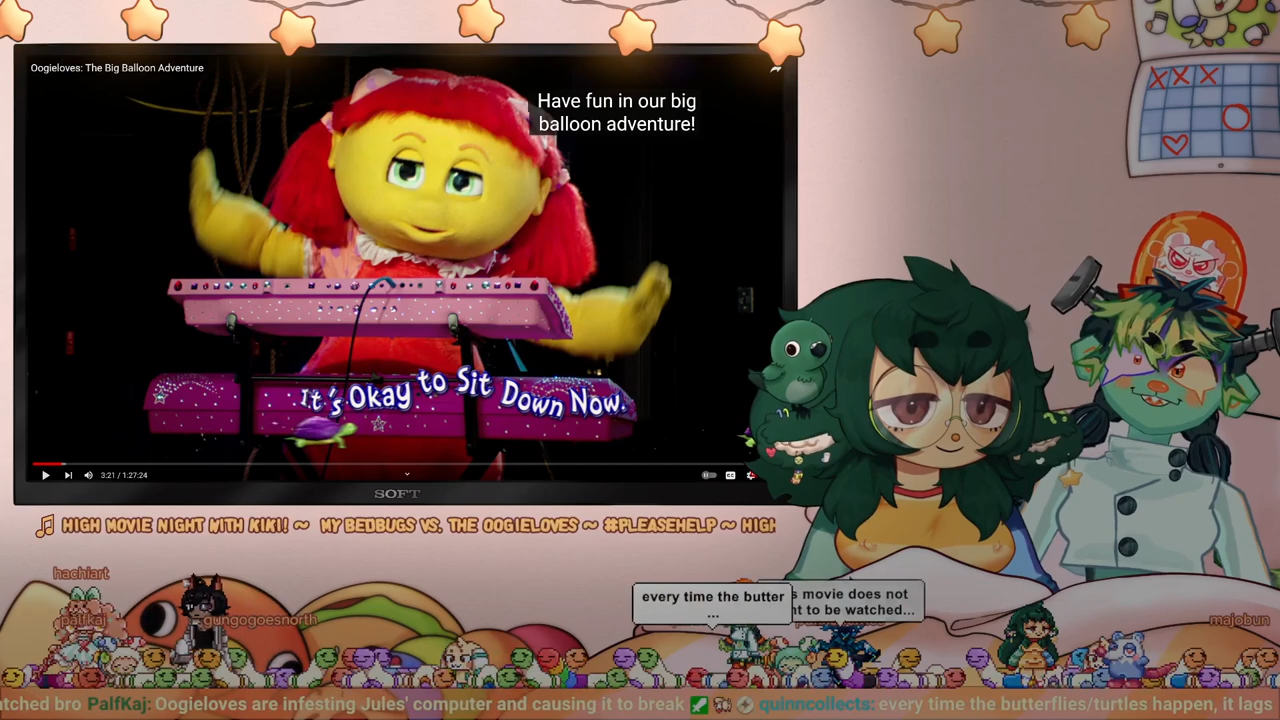 Oogieloves: The Big Balloon Adventure
Have fun in our big
balloon adventure!
It's Okay to Sit Down Now.
3:21 / 1:27:24
SOFT
HIGH MOVIE NIGHT WITH KIKI! ~ MY BEDBUGS VS. THE OOGIELOVES ~ #PLEASEHELP ~ HIGH
hachiart
palfkaj
gungogoesnorth
every time the butter
...
s movie does not
nt to be watched...
majobun
atched bro PalfKaj: Oogieloves are infesting Jules' computer and causing it to break quinncollects: every time the butterflies/turtles happen, it lags